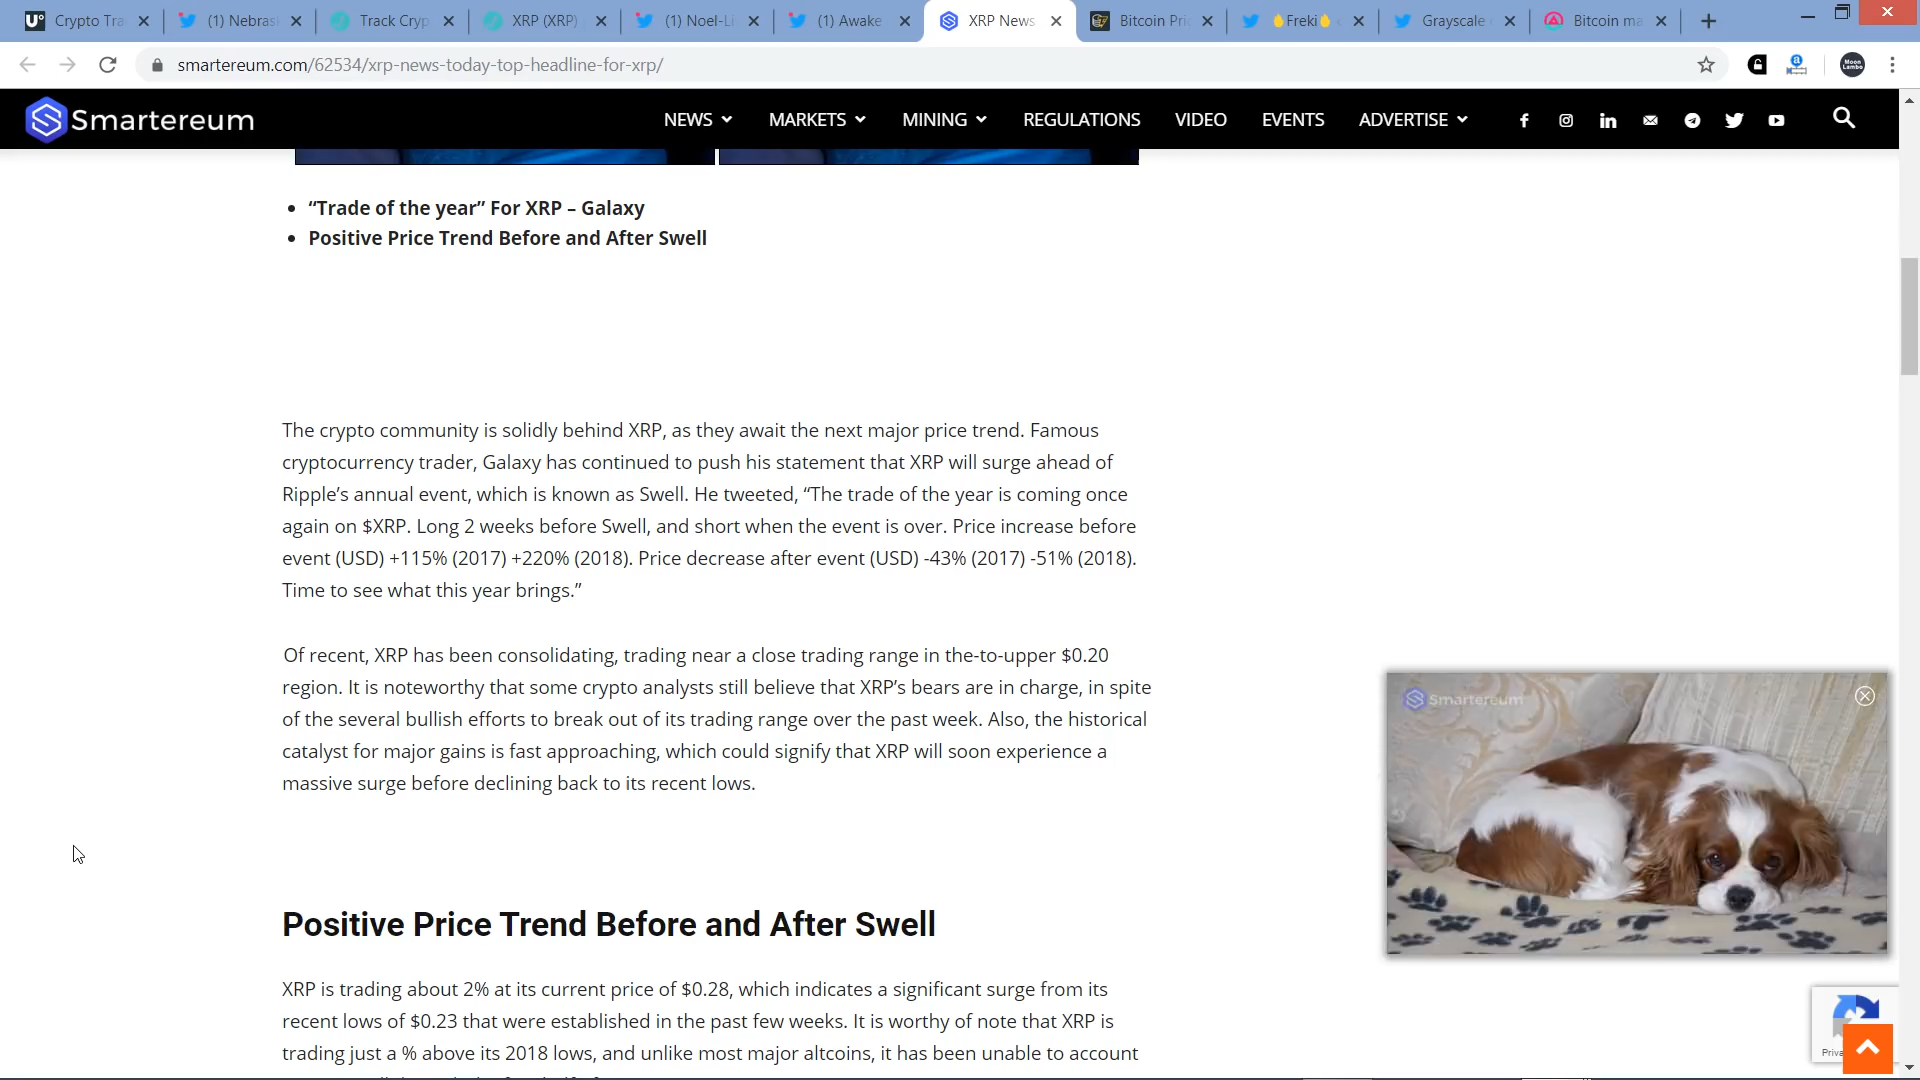 Crypto Tra
(1) Nebras
Track Cryp
XRP (XRP)
(1) Noel-Li
(1) Awake
XRP News
Bitcoin Pri
Freki
Grayscale
Bitcoin ma
smartereum.com/62534/xrp-news-today-top-headline-for-xrp/
Moon Lambo
Smartereum
NEWS
MARKETS
MINING
REGULATIONS
VIDEO
EVENTS
ADVERTISE
• “Trade of the year” For XRP – Galaxy
• Positive Price Trend Before and After Swell
The crypto community is solidly behind XRP, as they await the next major price trend. Famous
cryptocurrency trader, Galaxy has continued to push his statement that XRP will surge ahead of
Ripple’s annual event, which is known as Swell. He tweeted, “The trade of the year is coming once
again on $XRP. Long 2 weeks before Swell, and short when the event is over. Price increase before
event (USD) +115% (2017) +220% (2018). Price decrease after event (USD) -43% (2017) -51% (2018).
Time to see what this year brings.”
Of recent, XRP has been consolidating, trading near a close trading range in the-to-upper $0.20
region. It is noteworthy that some crypto analysts still believe that XRP’s bears are in charge, in spite
of the several bullish efforts to break out of its trading range over the past week. Also, the historical
catalyst for major gains is fast approaching, which could signify that XRP will soon experience a
massive surge before declining back to its recent lows.
Smartereum
Positive Price Trend Before and After Swell
XRP is trading about 2% at its current price of $0.28, which indicates a significant surge from its
recent lows of $0.23 that were established in the past few weeks. It is worthy of note that XRP is
trading just a % above its 2018 lows, and unlike most major altcoins, it has been unable to account
Priva